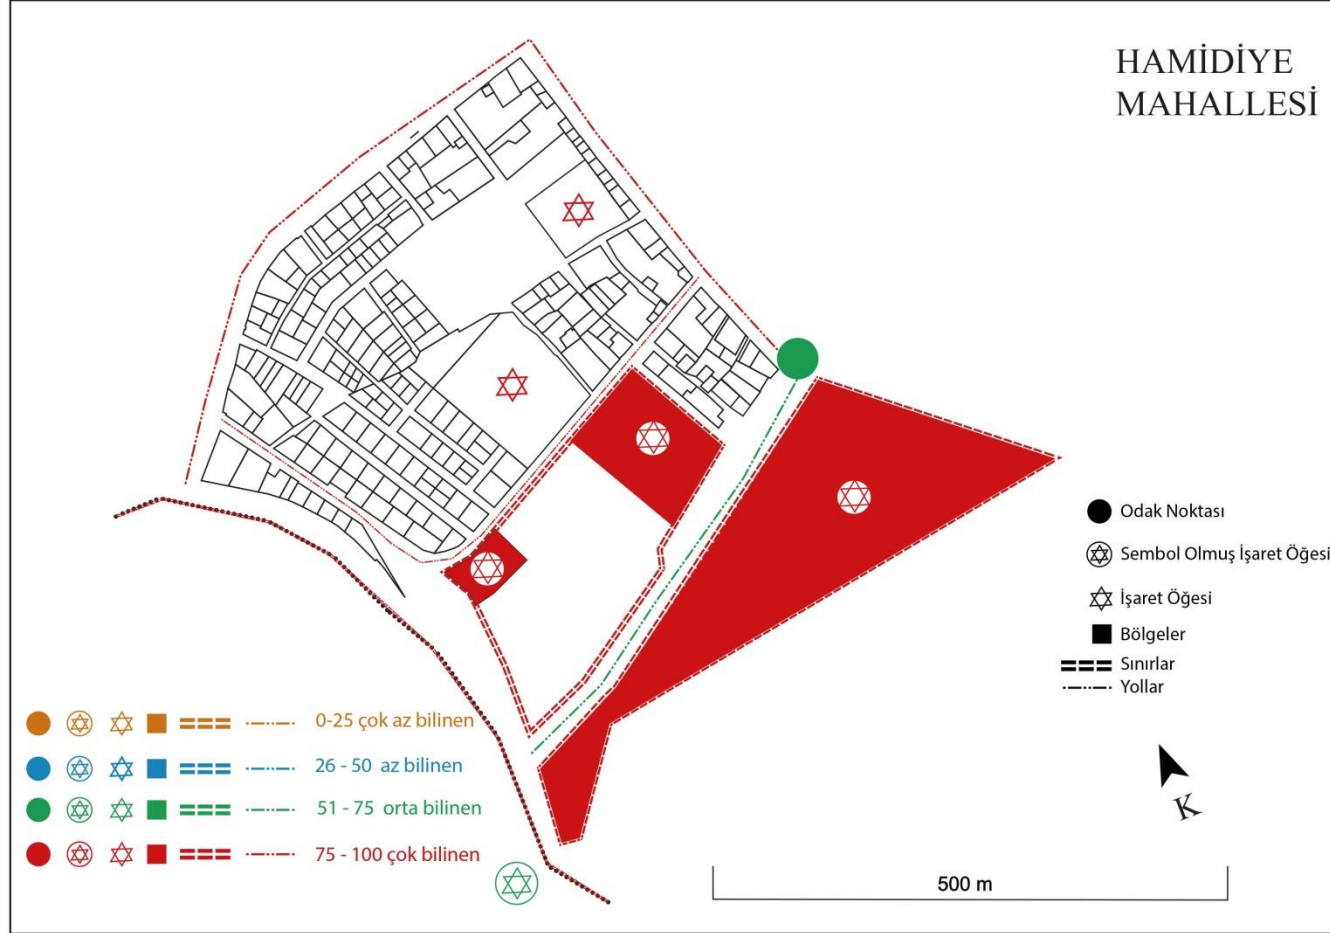 HAMİDİYE
MAHALLESİ
Odak Noktası
Sembol Olmuş İşaret Öğesi
İşaret Öğesi
Bölgeler
Sınırlar
Yollar
0-25 çok az bilinen
26 - 50 az bilinen
51 - 75 orta bilinen
75 - 100 çok bilinen
K
500 m